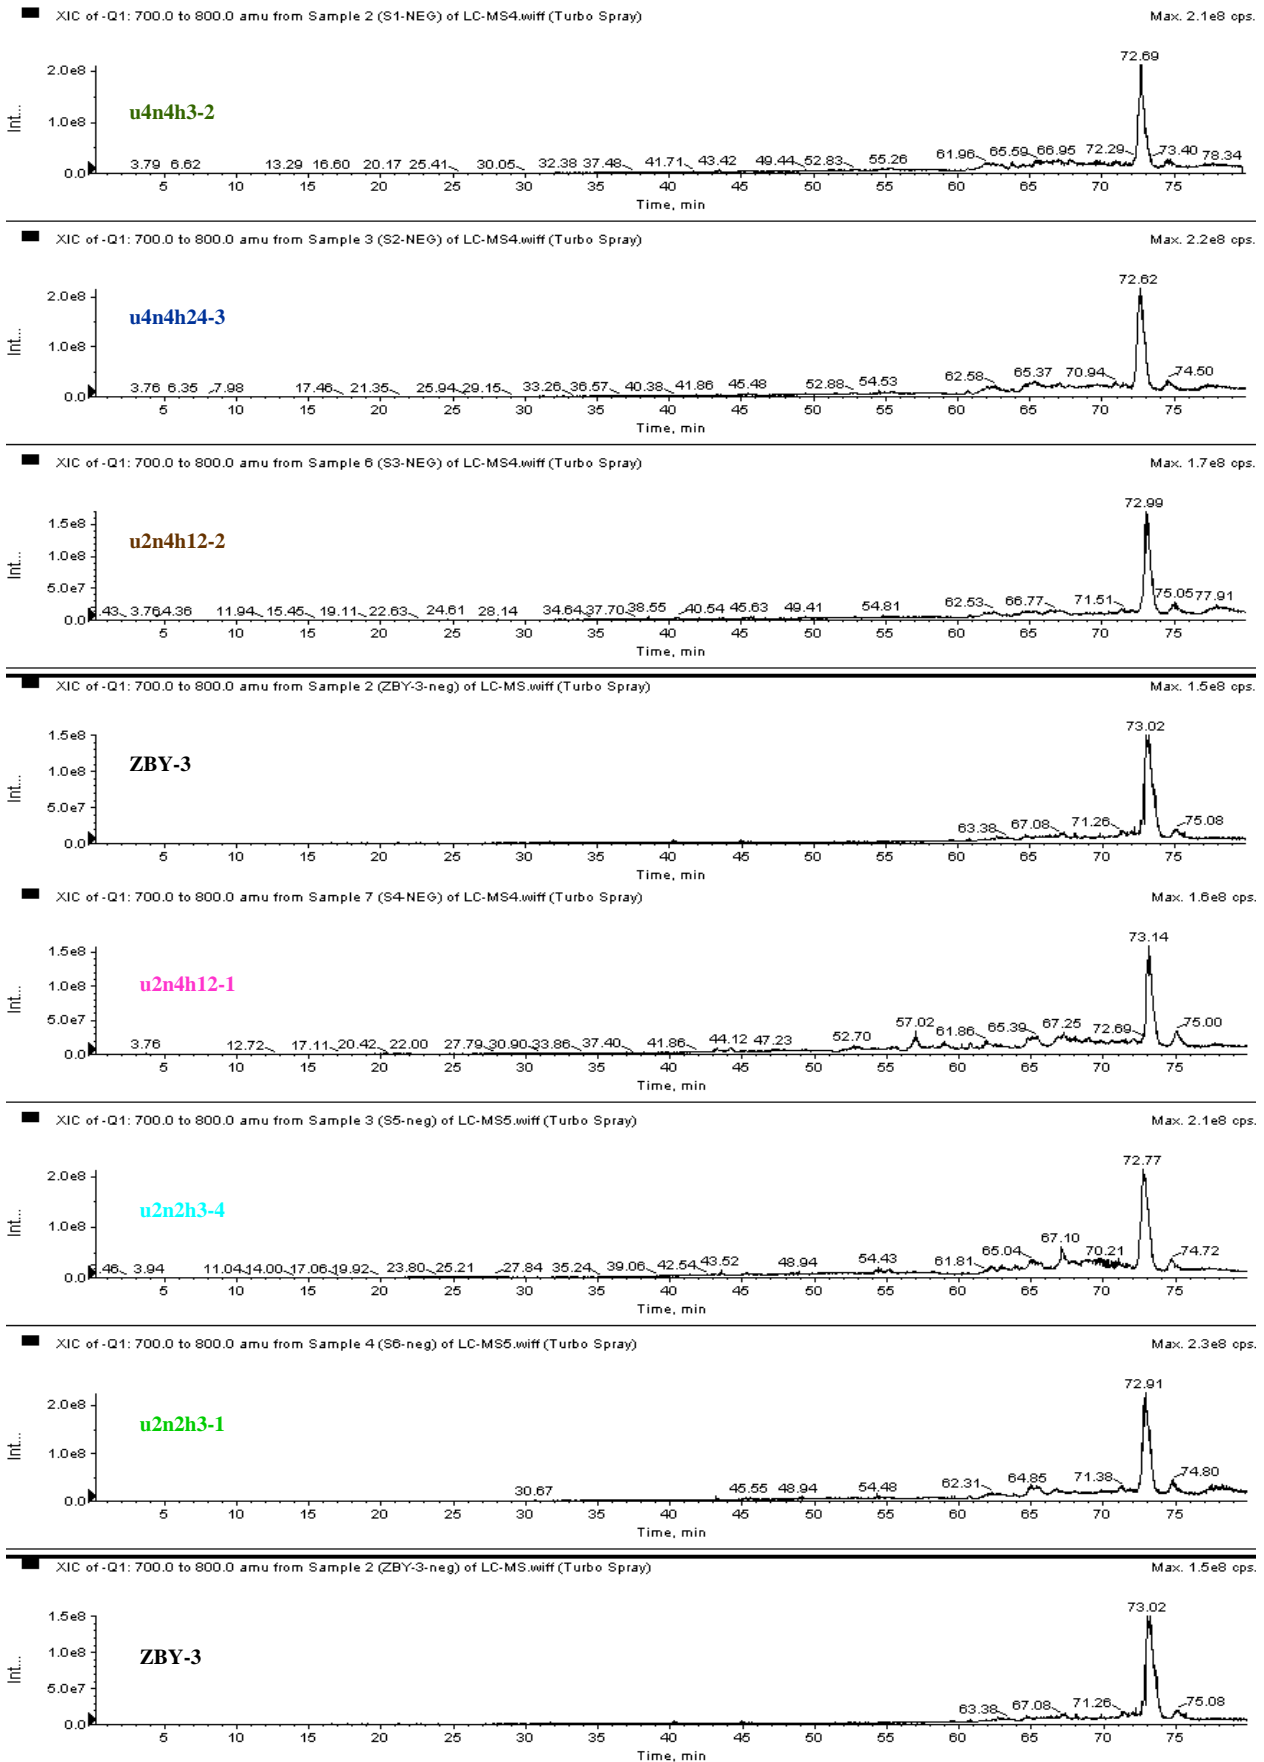 XIC of -Q1: 700.0 to 800.0 amu from Sample 2 (S1-NEG) of LC-MS4.wiff (Turbo Spray) Max. 2.1e8 cps.
72.69
2.0e8
u4n4h3-2
1.0e8
Int...
3.79 6.62 13.29 16.60 20.17 25.41 30.05 32.38 37.48 41.71 43.42 49.44 52.83 55.26 61.96 65.59 66.95 72.29 73.40 78.34
0.0
5 10 15 20 25 30 35 40 45 50 55 60 65 70 75
Time, min
XIC of -Q1: 700.0 to 800.0 amu from Sample 3 (S2-NEG) of LC-MS4.wiff (Turbo Spray) Max. 2.2e8 cps.
72.62
2.0e8
u4n4h24-3
1.0e8
Int...
3.76 6.35 7.98 17.46 21.35 25.94 29.15 33.26 36.57 40.38 41.86 45.48 52.88 54.53 62.58 65.37 70.94 74.50
0.0
5 10 15 20 25 30 35 40 45 50 55 60 65 70 75
Time, min
XIC of -Q1: 700.0 to 800.0 amu from Sample 6 (S3-NEG) of LC-MS4.wiff (Turbo Spray) Max. 1.7e8 cps.
72.99
1.5e8
u2n4h12-2
1.0e8
Int...
5.0e7
3.76 4.36 11.94 15.45 19.11 22.63 24.61 28.14 34.64 37.70 38.55 40.54 45.63 49.41 54.81 62.53 66.77 71.51 75.05 77.91
0.0
5 10 15 20 25 30 35 40 45 50 55 60 65 70 75
Time, min
XIC of -Q1: 700.0 to 800.0 amu from Sample 2 (ZBY-3-neg) of LC-MS.wiff (Turbo Spray) Max. 1.5e8 cps.
73.02
1.5e8
ZBY-3
1.0e8
Int...
5.0e7
63.38 67.08 71.26 75.08
0.0
5 10 15 20 25 30 35 40 45 50 55 60 65 70 75
Time, min
XIC of -Q1: 700.0 to 800.0 amu from Sample 7 (S4-NEG) of LC-MS4.wiff (Turbo Spray) Max. 1.6e8 cps.
73.14
1.5e8
u2n4h12-1
1.0e8
Int...
5.0e7
3.76 12.72 17.11 20.42 22.00 27.79 30.90 33.86 37.40 41.86 44.12 47.23 52.70 57.02 61.86 65.39 67.25 72.69 75.00
0.0
5 10 15 20 25 30 35 40 45 50 55 60 65 70 75
Time, min
XIC of -Q1: 700.0 to 800.0 amu from Sample 3 (S5-neg) of LC-MS5.wiff (Turbo Spray) Max. 2.1e8 cps.
72.77
2.0e8
u2n2h3-4
1.0e8
Int...
3.94 11.04 14.00 17.06 19.92 23.80 25.21 27.84 35.24 39.06 42.54 43.52 48.94 54.43 61.81 65.04 67.10 70.21 74.72
0.0
5 10 15 20 25 30 35 40 45 50 55 60 65 70 75
Time, min
XIC of -Q1: 700.0 to 800.0 amu from Sample 4 (S6-neg) of LC-MS5.wiff (Turbo Spray) Max. 2.3e8 cps.
72.91
2.0e8
u2n2h3-1
1.0e8
Int...
30.67 45.55 48.94 54.48 62.31 64.85 71.38 74.80
0.0
5 10 15 20 25 30 35 40 45 50 55 60 65 70 75
Time, min
XIC of -Q1: 700.0 to 800.0 amu from Sample 2 (ZBY-3-neg) of LC-MS.wiff (Turbo Spray) Max. 1.5e8 cps.
73.02
1.5e8
ZBY-3
1.0e8
Int...
5.0e7
63.38 67.08 71.26 75.08
0.0
5 10 15 20 25 30 35 40 45 50 55 60 65 70 75
Time, min